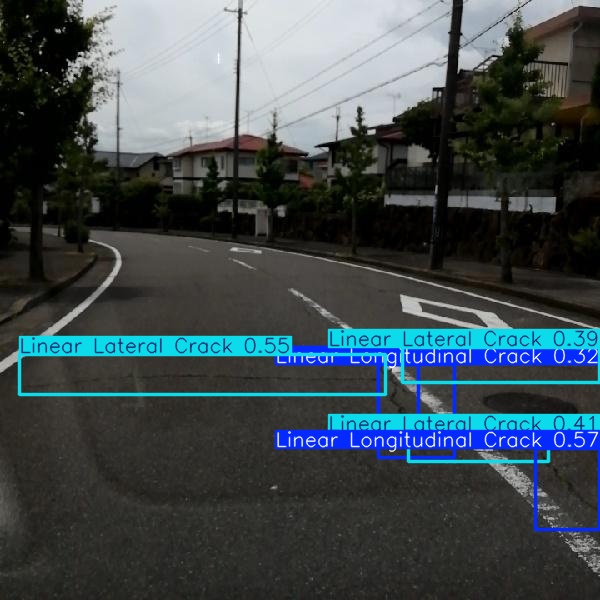 Linear Lateral Crack 0.39
Linear Lateral Crack 0.55
Linear Longitudinal Crack 0.32
Linear Lateral Crack 0.41
Linear Longitudinal Crack 0.57